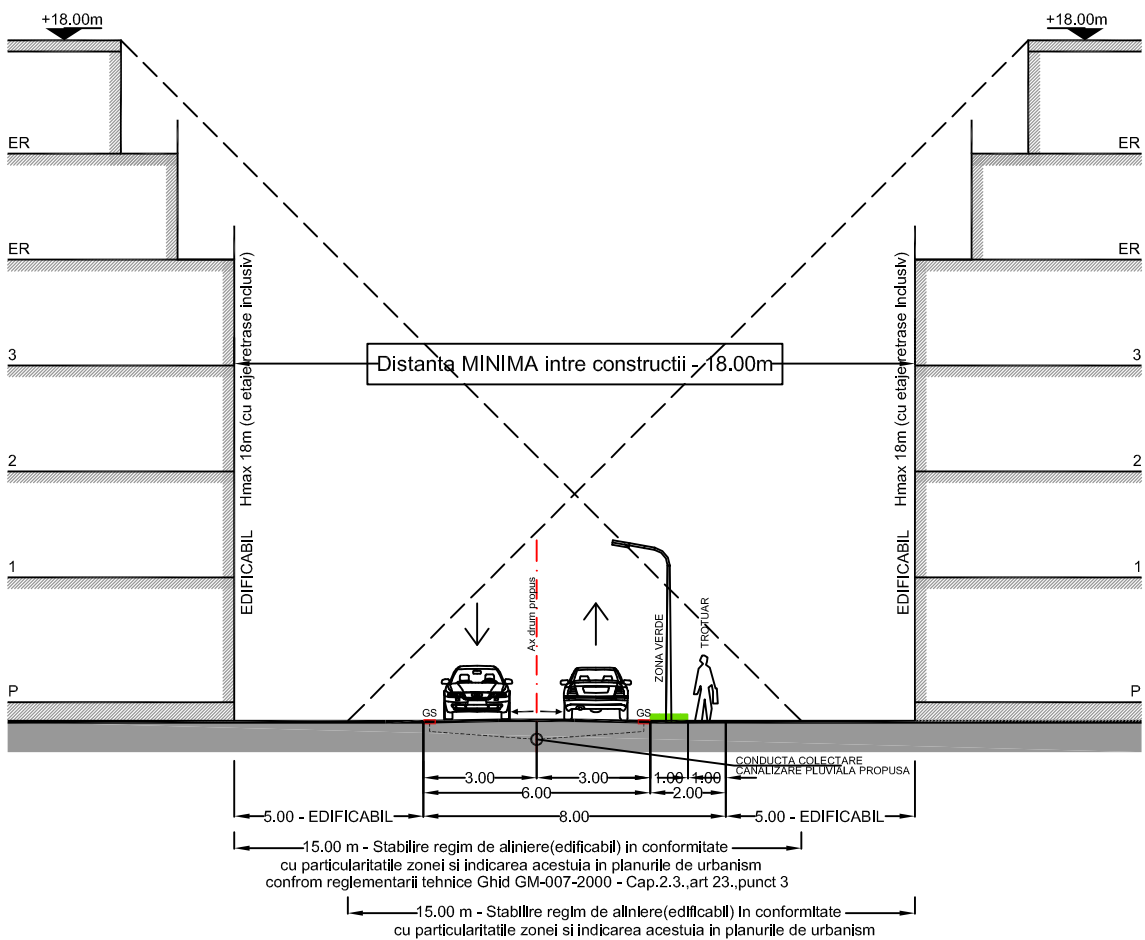 +18.00m
+18.00m
ER
ER
ER
ER
Hmax 18m (cu etaje retrase inclusiv)
Hmax 18m (cu etaje retrase inclusiv)
3
Distanta MINIMA intre constructii - 18.00m
3
2
2
EDIFICABIL
EDIFICABIL
1
1
Ax drum propus
ZONA VERDE
TROTUAR
P
P
GS
GS
CONDUCTA COLECTARE
CANALIZARE PLUVIALA PROPUSA
3.00
3.00
1.00
1.00
6.00
2.00
5.00 - EDIFICABIL
8.00
5.00 - EDIFICABIL
15.00 m - Stabilire regim de aliniere(edificabil) in conformitate
cu particularitatile zonei si indicarea acestuia in planurile de urbanism
confrom reglementarii tehnice Ghid GM-007-2000 - Cap.2.3.,art 23.,punct 3
15.00 m - Stabilire regim de aliniere(edificabil) in conformitate
cu particularitatile zonei si indicarea acestuia in planurile de urbanism